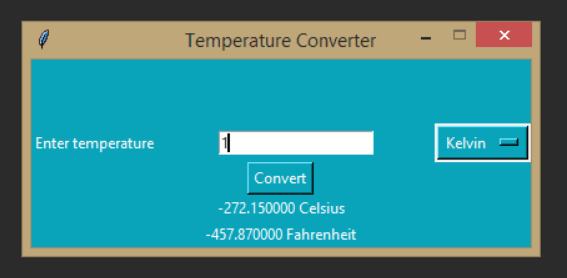 Temperature Converter
Enter temperature 1 Kelvin
Convert
-272.150000 Celsius
-457.870000 Fahrenheit